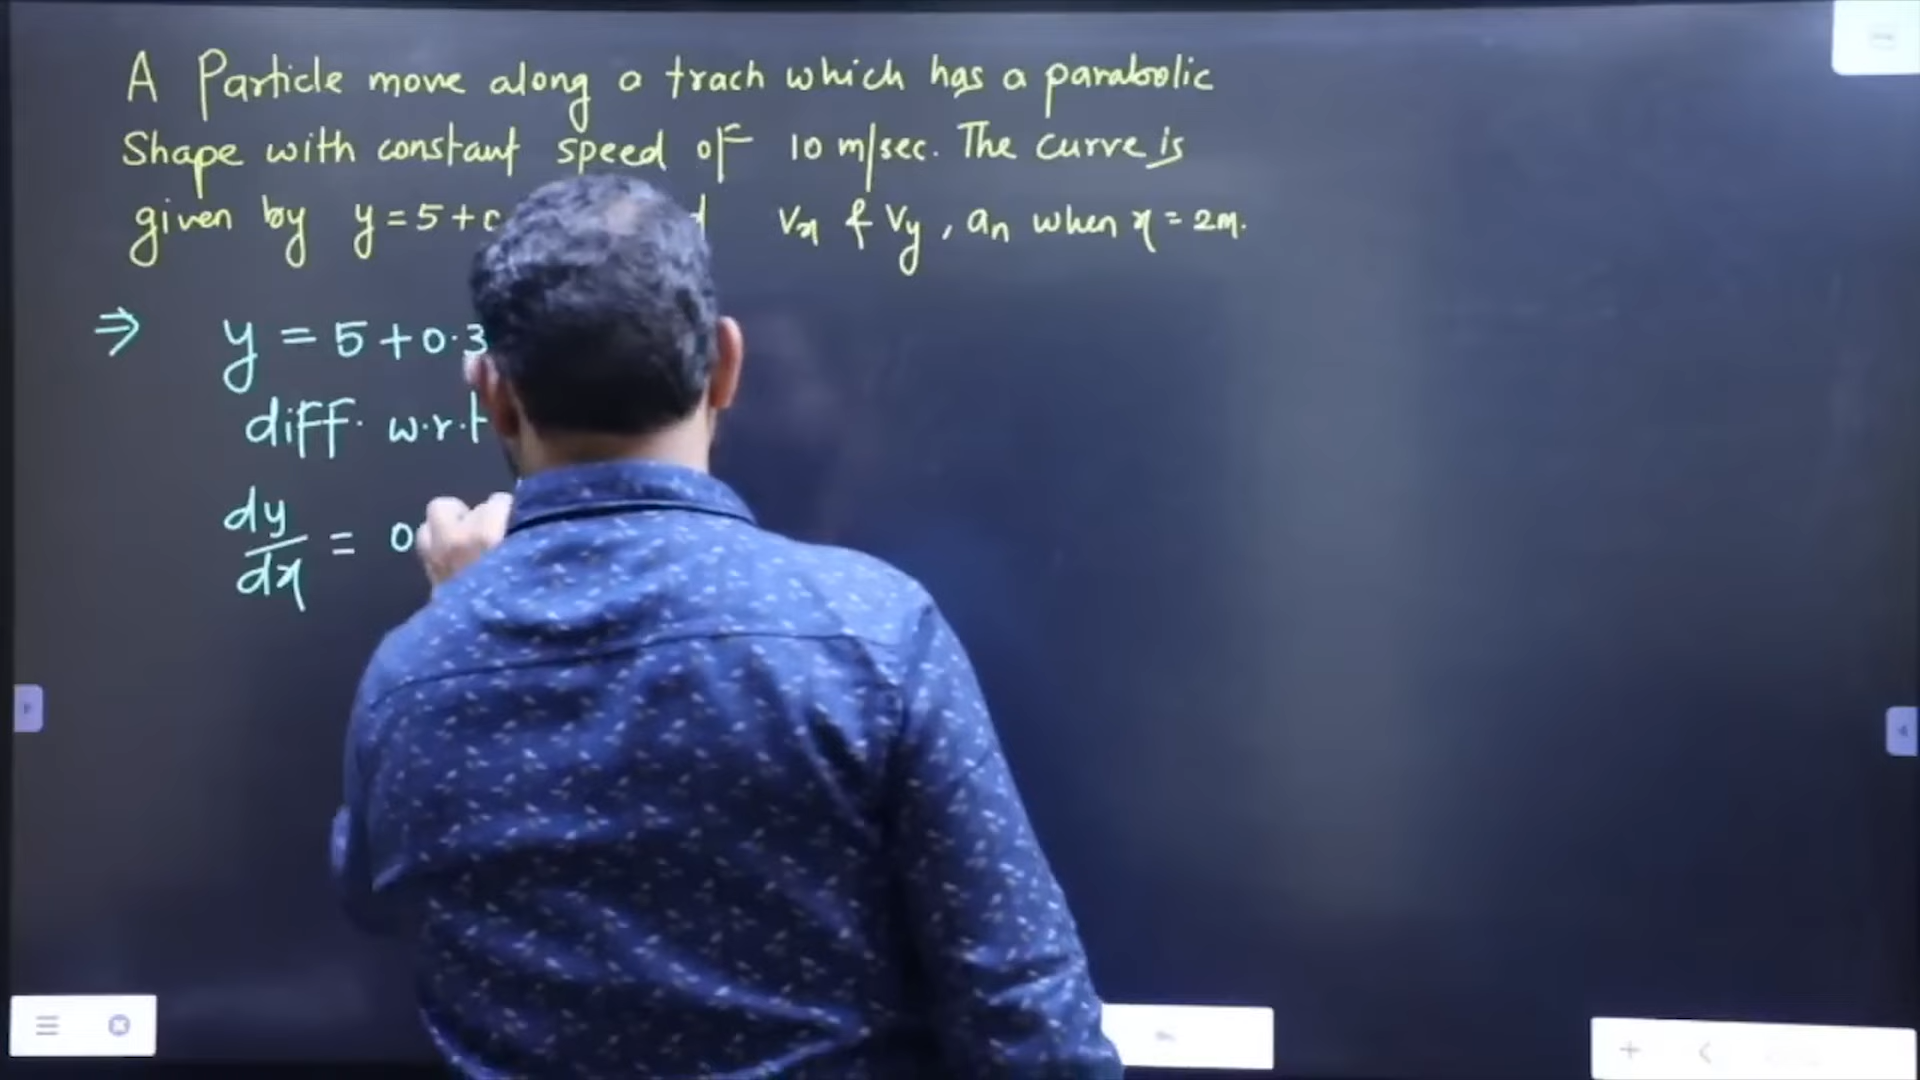 A Particle move along a trach which has a parabolic
Shape with constant speed of 10 m/sec. The curve is
given by y=5+ Vx & Vy, an when x=2m.
⇒ y = 5+0.3
diff. w.r.t
dy/dx = 0